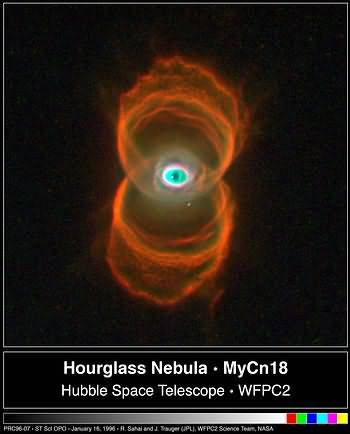 Hourglass Nebula • MyCn18
Hubble Space Telescope • WFPC2
PRC96-07 • ST ScI OPO • January 16, 1996 • R. Sahai and J. Trauger (JPL), WFPC2 Science Team, NASA